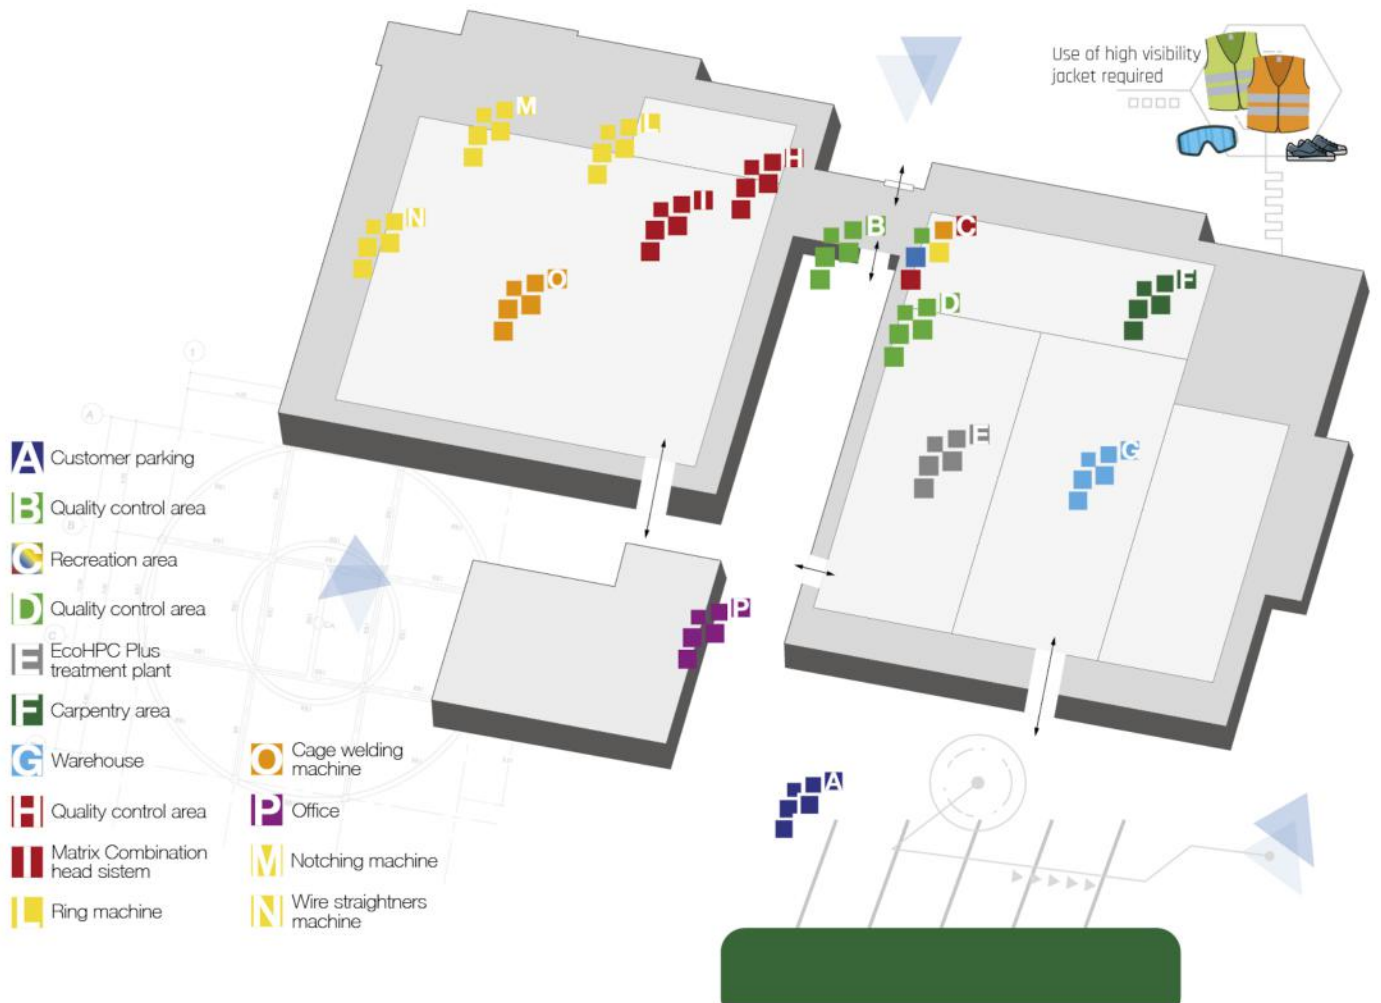 Use of high visibility
jacket required
M
L
H
I
N
B
C
O
F
D
E
G
P
A
A Customer parking
B Quality control area
C Recreation area
D Quality control area
E EcoHPC Plus
treatment plant
F Carpentry area
G Warehouse
H Quality control area
I Matrix Combination
head sistem
L Ring machine
O Cage welding
machine
P Office
M Notching machine
N Wire straightners
machine
1
A
B
C